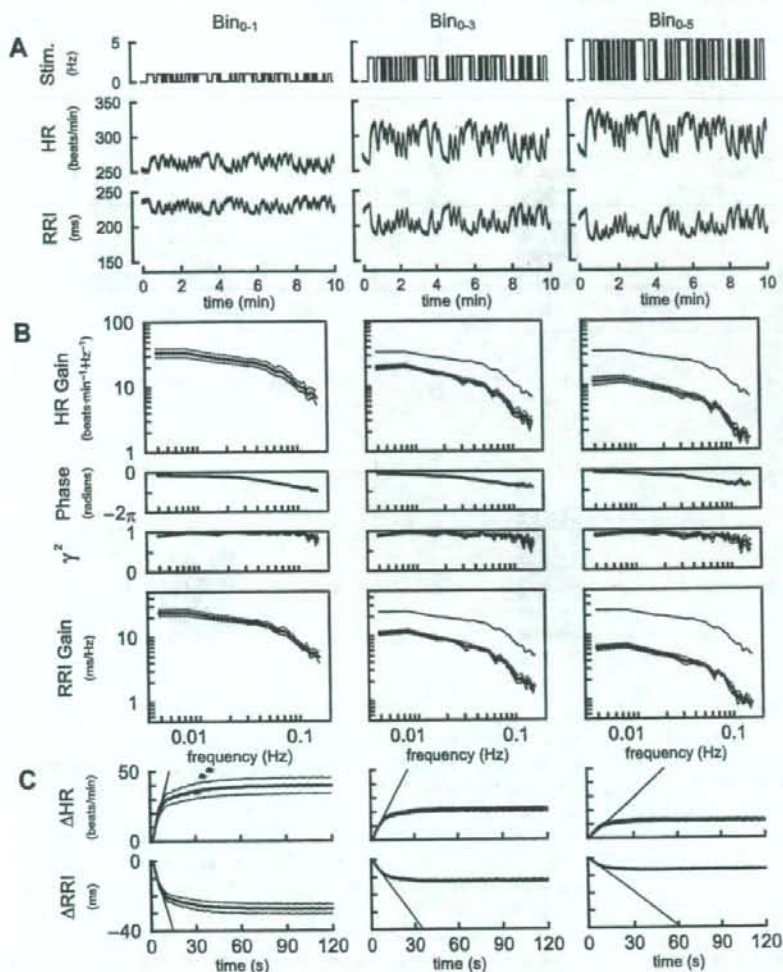 Bin0-1 Bin0-3 Bin0-5
A
Stim.
(Hz)
5
0
HR
(beats/min)
350
300
250
RRI
(ms)
250
200
150
0 2 4 6 8 10
0 2 4 6 8 10
0 2 4 6 8 10
time (min) time (min) time (min)
B
HR Gain
(beats·min⁻¹·Hz⁻¹)
100
10
1
Phase
(radians)
0
−2π
γ²
1
0
RRI Gain
(ms/Hz)
10
1
0.01 0.1
0.01 0.1
0.01 0.1
frequency (Hz) frequency (Hz) frequency (Hz)
C
ΔHR
(beats/min)
50
0
ΔRRI
(ms)
0
−40
0 30 60 90 120
0 30 60 90 120
0 30 60 90 120
time (s) time (s) time (s)